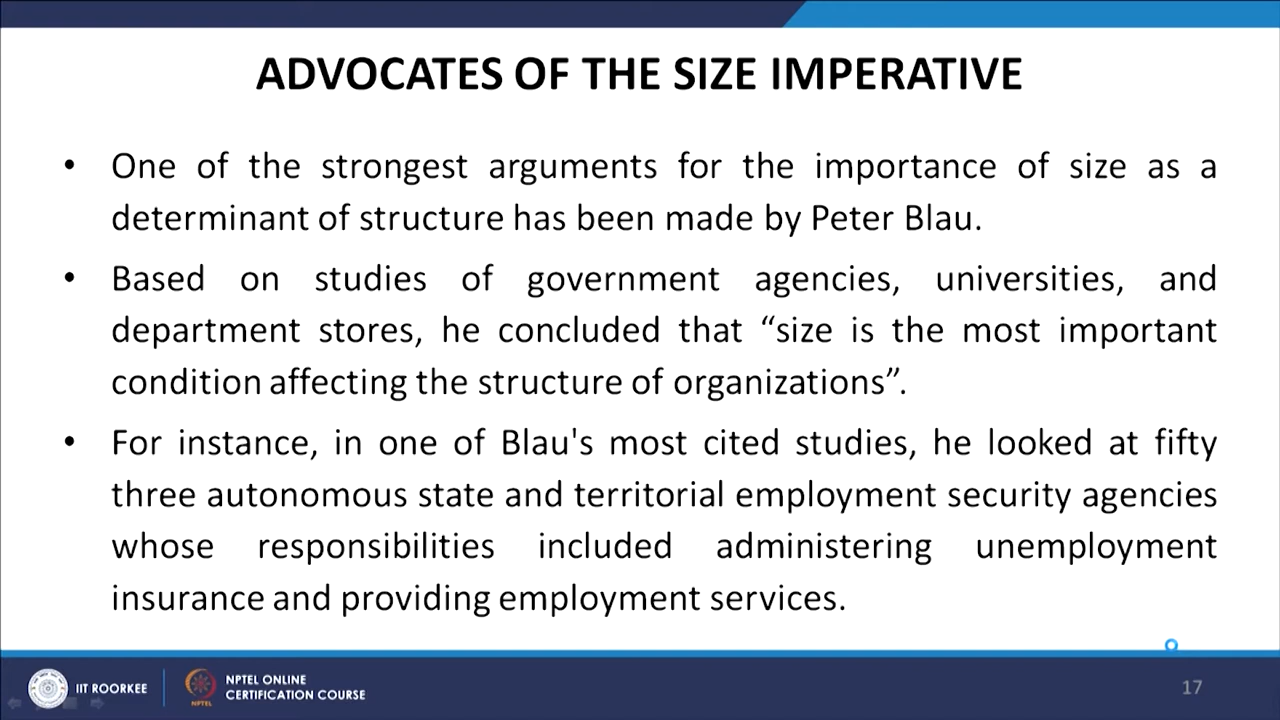 ADVOCATES OF THE SIZE IMPERATIVE
• One of the strongest arguments for the importance of size as a
determinant of structure has been made by Peter Blau.
• Based on studies of government agencies, universities, and
department stores, he concluded that “size is the most important
condition affecting the structure of organizations”.
• For instance, in one of Blau's most cited studies, he looked at fifty
three autonomous state and territorial employment security agencies
whose responsibilities included administering unemployment
insurance and providing employment services.
IIT ROORKEE
NPTEL
NPTEL ONLINE
CERTIFICATION COURSE
17